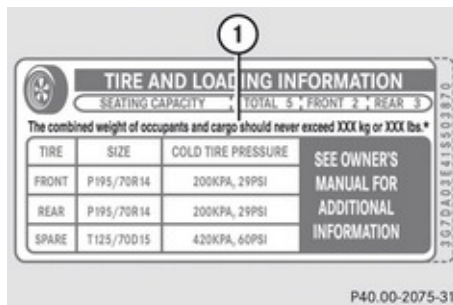 1
TIRE AND LOADING INFORMATION
SEATING CAPACITY TOTAL 5 FRONT 2 REAR 3
The combined weight of occupants and cargo should never exceed XXX kg or XXX lbs.*
TIRE SIZE COLD TIRE PRESSURE SEE OWNER'S MANUAL FOR ADDITIONAL INFORMATION
FRONT P195/70R14 200KPA, 29PSI
REAR P195/70R14 200KPA, 29PSI
SPARE T125/70D15 420KPA, 60PSI
3G7DA03E41S503870
P40.00-2075-31